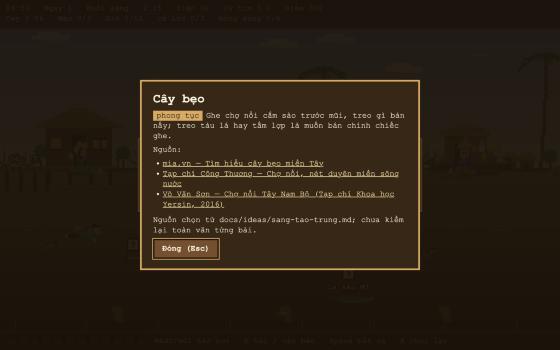 Cây bẹo
phong tục Ghe chợ nổi cắm sào trước mũi, treo gì bán
nấy; treo tàu lá hay tấm lợp là muốn bán chính chiếc
ghe.
Nguồn:
• mia.vn — Tìm hiểu cây bẹo miền Tây
• Tạp chí Công Thương — Chợ nổi, nét duyên miền sông
nước
• Võ Văn Sơn — Chợ nổi Tây Nam Bộ (Tạp chí Khoa học
Yersin, 2016)
Nguồn chọn từ docs/ideas/sang-tao-trung.md; chưa kiểm
lại toàn văn từng bài.
Đóng (Esc)